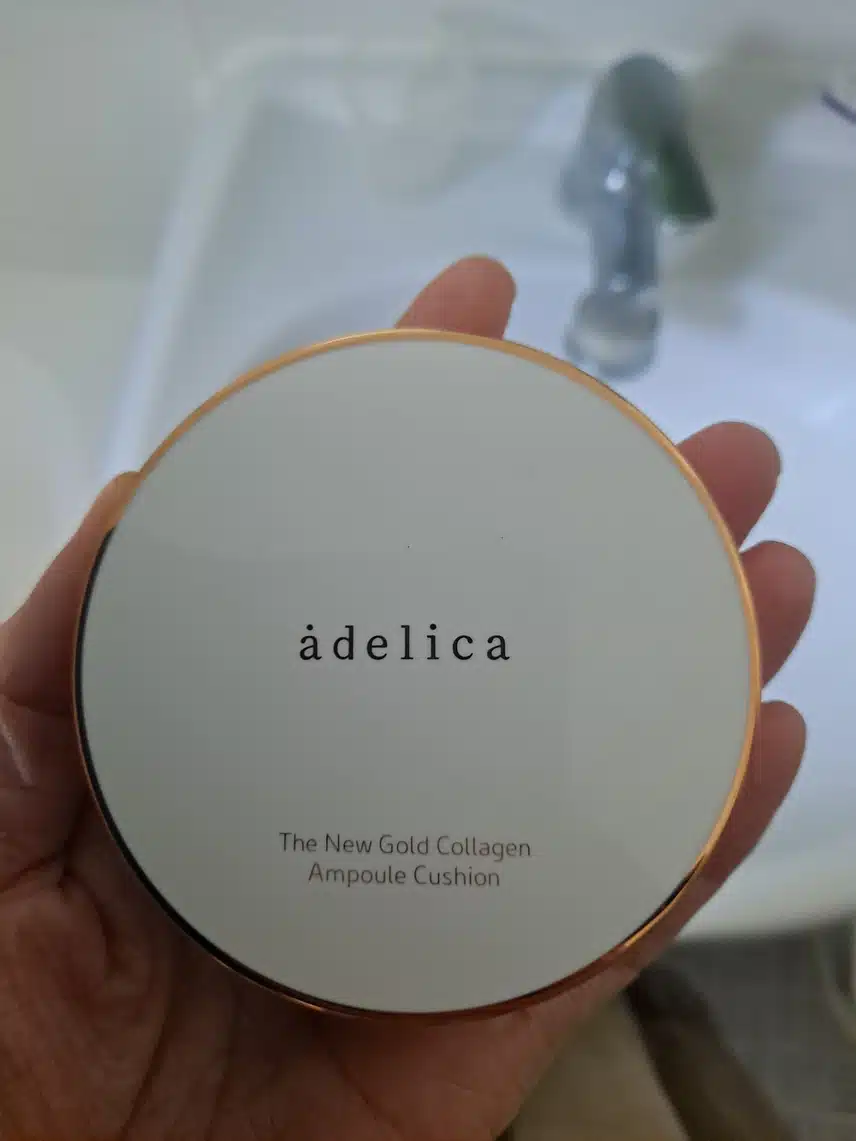 ȧdelica
The New Gold Collagen
Ampoule Cushion